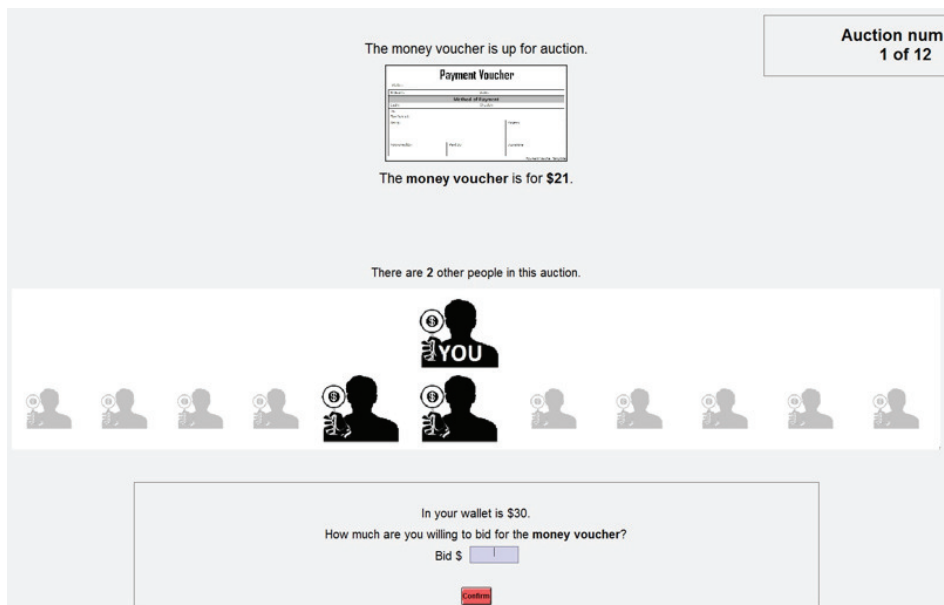 Auction num
1 of 12
The money voucher is up for auction.
Payment Voucher
Method of Payment
The money voucher is for $21.
There are 2 other people in this auction.
YOU
In your wallet is $30.
How much are you willing to bid for the money voucher?
Bid $
Confirm